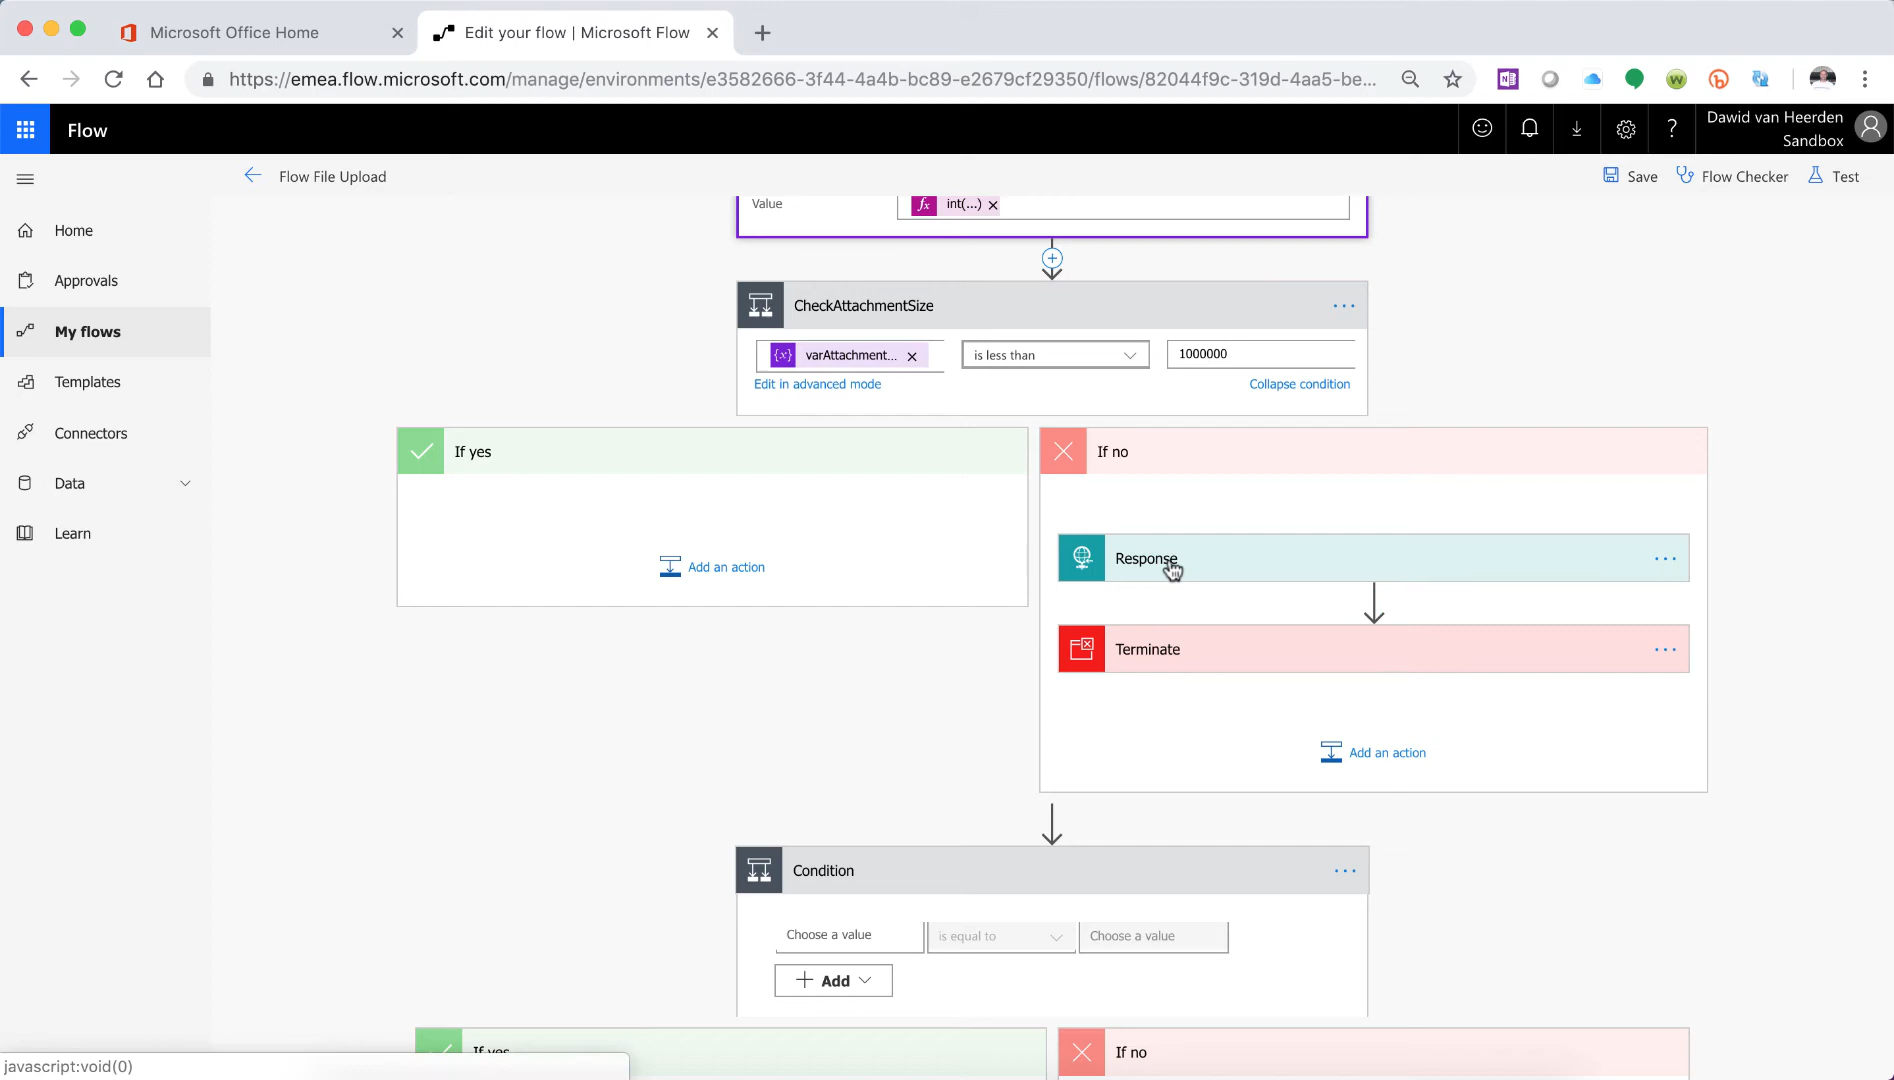 Microsoft Office Home
Edit your flow | Microsoft Flow
https://emea.flow.microsoft.com/manage/environments/e3582666-3f44-4a4b-bc89-e2679cf29350/flows/82044f9c-319d-4aa5-be...
Flow
Dawid van Heerden
Sandbox
Flow File Upload
Save
Flow Checker
Test
Home
Approvals
My flows
Templates
Connectors
Data
Learn
Value
fx int(...)
CheckAttachmentSize
{x} varAttachment...
is less than
1000000
Edit in advanced mode
Collapse condition
If yes
If no
Add an action
Response
Terminate
Add an action
Condition
Choose a value
is equal to
Choose a value
Add
If yes
If no
javascript:void(0)